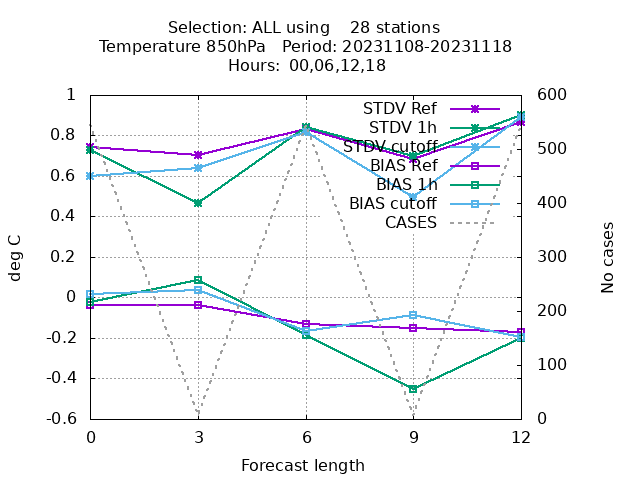 Selection: ALL using    28 stations
Temperature 850hPa   Period: 20231108-20231118
Hours: 00,06,12,18
1
0.8
0.6
0.4
0.2
0
-0.2
-0.4
-0.6
600
500
400
300
200
100
0
deg C
No cases
STDV Ref
STDV 1h
STDV cutoff
BIAS Ref
BIAS 1h
BIAS cutoff
CASES
0 3 6 9 12
Forecast length